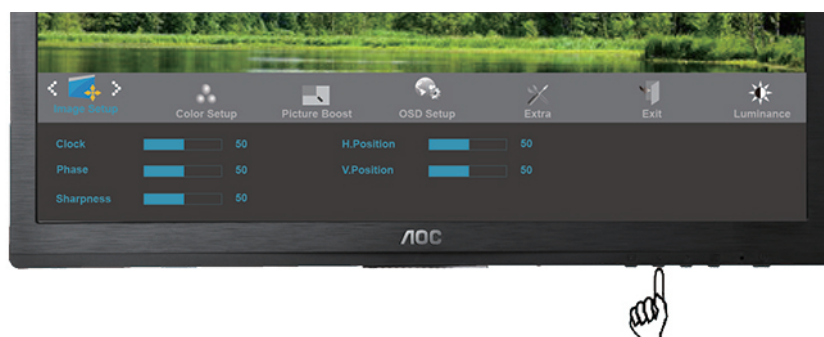 Image Setup
Color Setup
Picture Boost
OSD Setup
Extra
Exit
Luminance
Clock 50 H.Position 50
Phase 50 V.Position 50
Sharpness 50
AOC